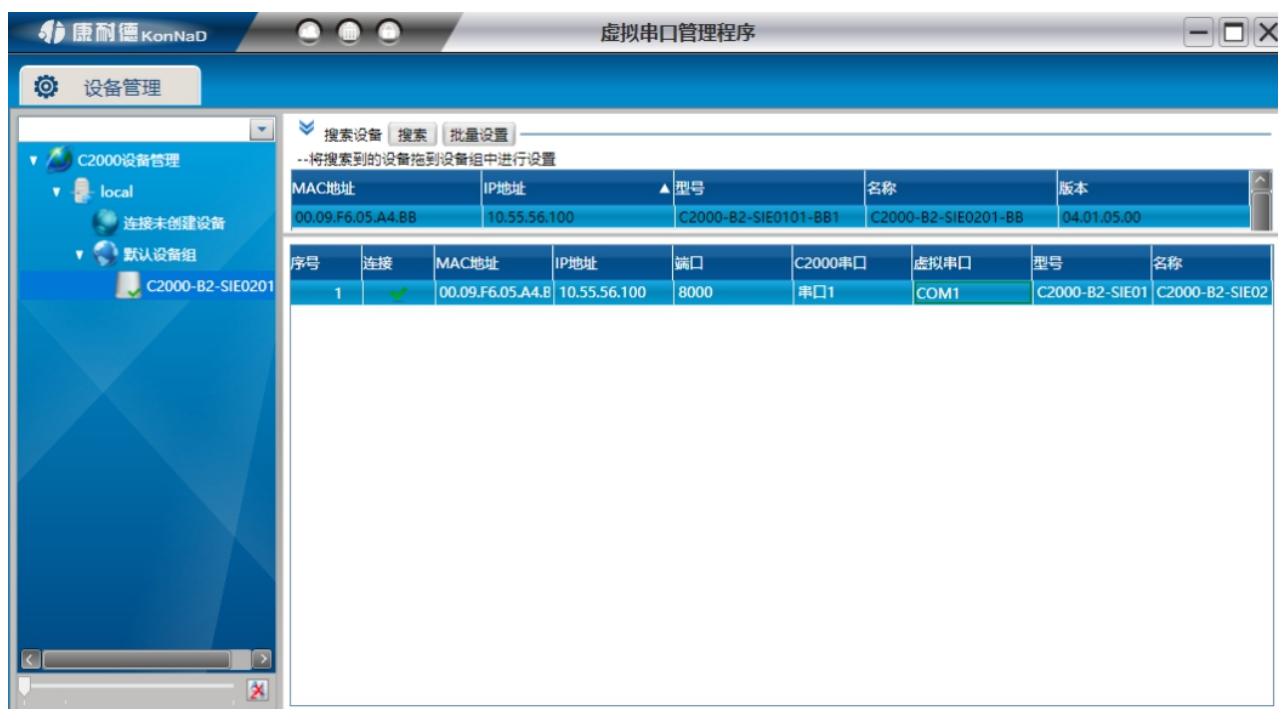 康耐德 KonNaD
虚拟串口管理程序
设备管理
搜索设备 搜索 批量设置
--将搜索到的设备拖到设备组中进行设置
C2000设备管理
local
连接未创建设备
默认设备组
C2000-B2-SIE0201
MAC地址 IP地址 型号 名称 版本
00.09.F6.05.A4.BB 10.55.56.100 C2000-B2-SIE0101-BB1 C2000-B2-SIE0201-BB 04.01.05.00
序号 连接 MAC地址 IP地址 端口 C2000串口 虚拟串口 型号 名称
1 00.09.F6.05.A4.B 10.55.56.100 8000 串口1 COM1 C2000-B2-SIE01 C2000-B2-SIE02